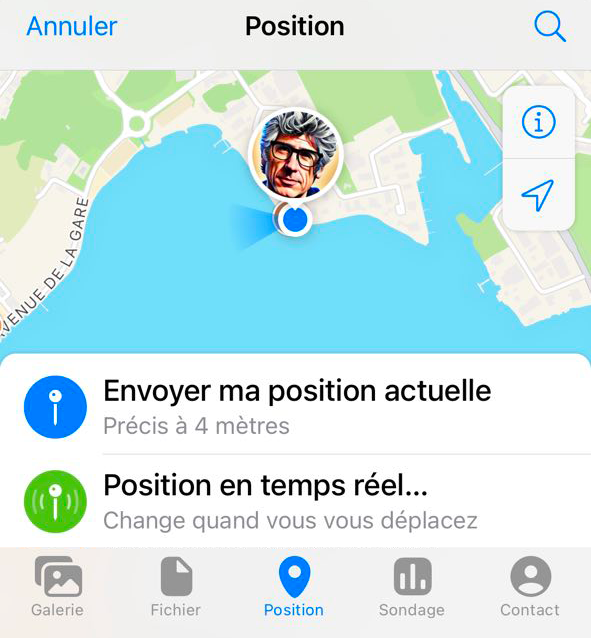 Annuler
Position
AVENUE DE LA GARE
Envoyer ma position actuelle
Précis à 4 mètres
Position en temps réel...
Change quand vous vous déplacez
Galerie
Fichier
Position
Sondage
Contact